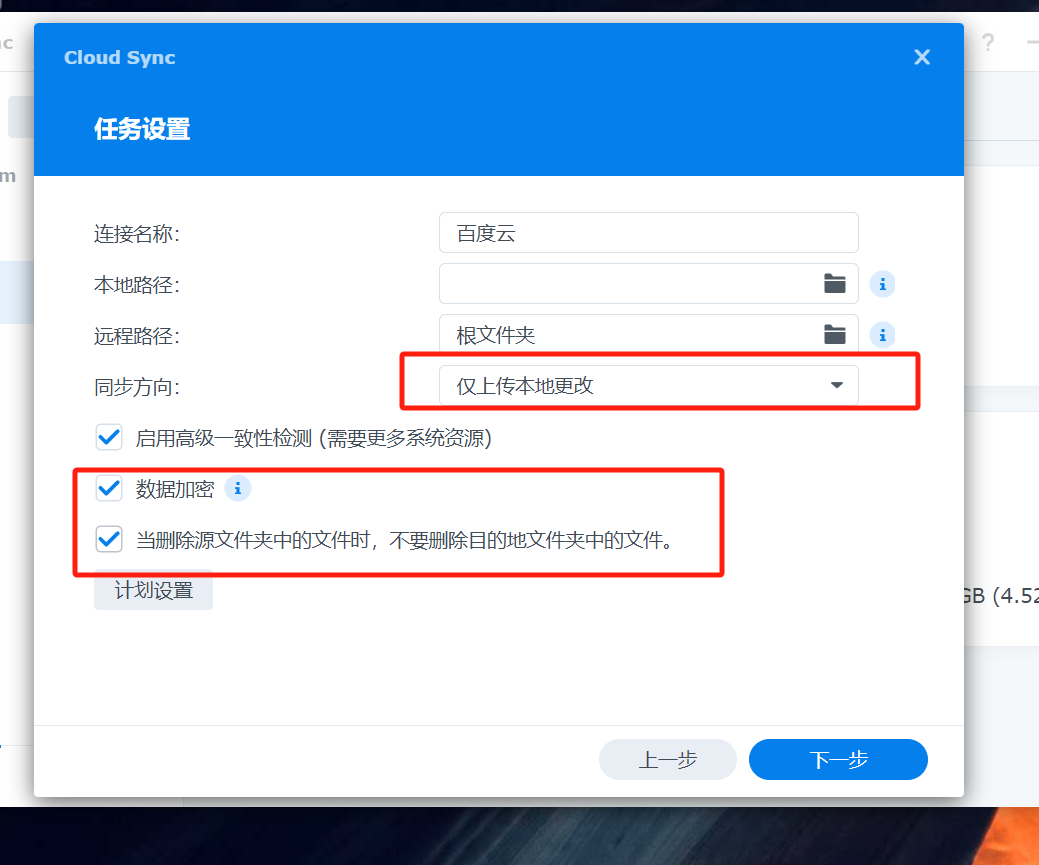 Cloud Sync
任务设置
连接名称:
百度云
本地路径:
远程路径:
根文件夹
同步方向:
仅上传本地更改
启用高级一致性检测 (需要更多系统资源)
数据加密
当删除源文件夹中的文件时，不要删除目的地文件夹中的文件。
计划设置
GB (4.52
上一步
下一步